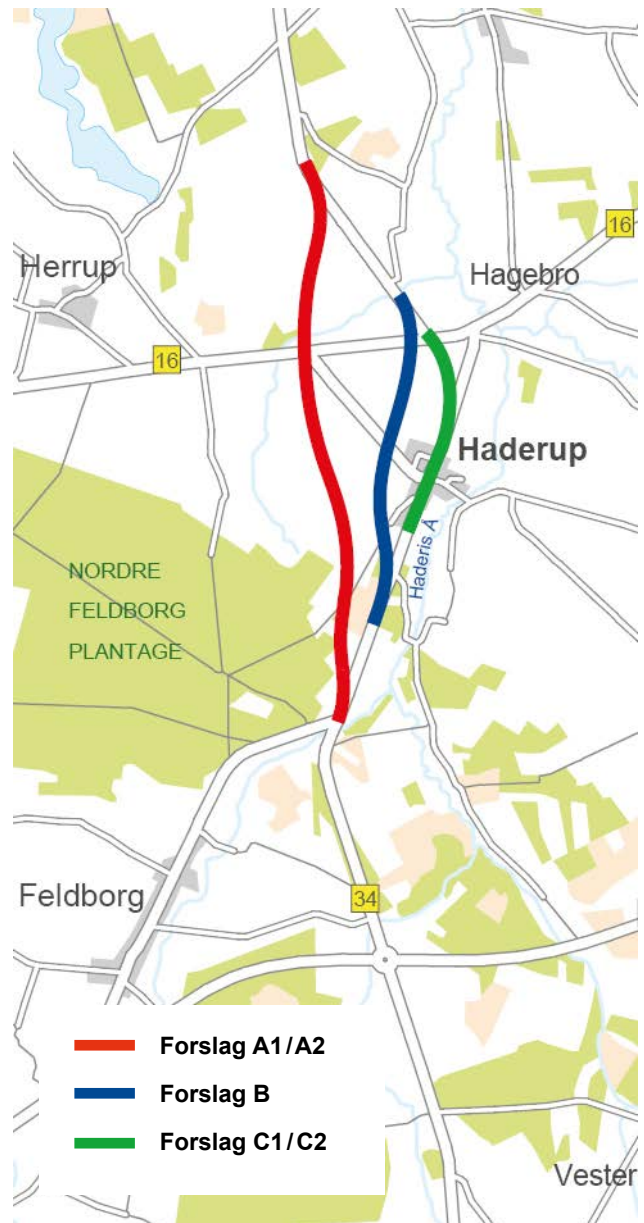 16
Herrup
Hagebro
16
Haderup
Haderis Å
NORDRE
FELDBORG
PLANTAGE
Feldborg
34
Forslag A1/A2
Forslag B
Forslag C1/C2
Vester